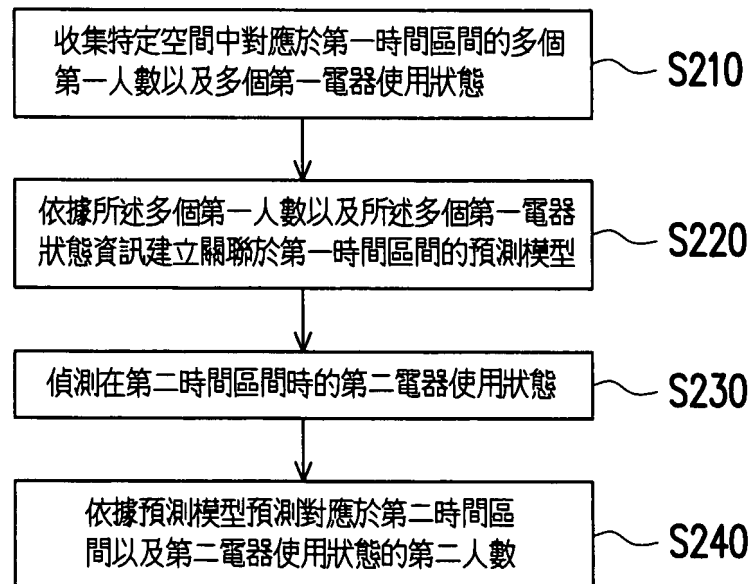 收集特定空間中對應於第一時間區間的多個
第一人數以及多個第一電器使用狀態
S210
依據所述多個第一人數以及所述多個第一電器
狀態資訊建立關聯於第一時間區間的預測模型
S220
偵測在第二時間區間時的第二電器使用狀態
S230
依據預測模型預測對應於第二時間區
間以及第二電器使用狀態的第二人數
S240